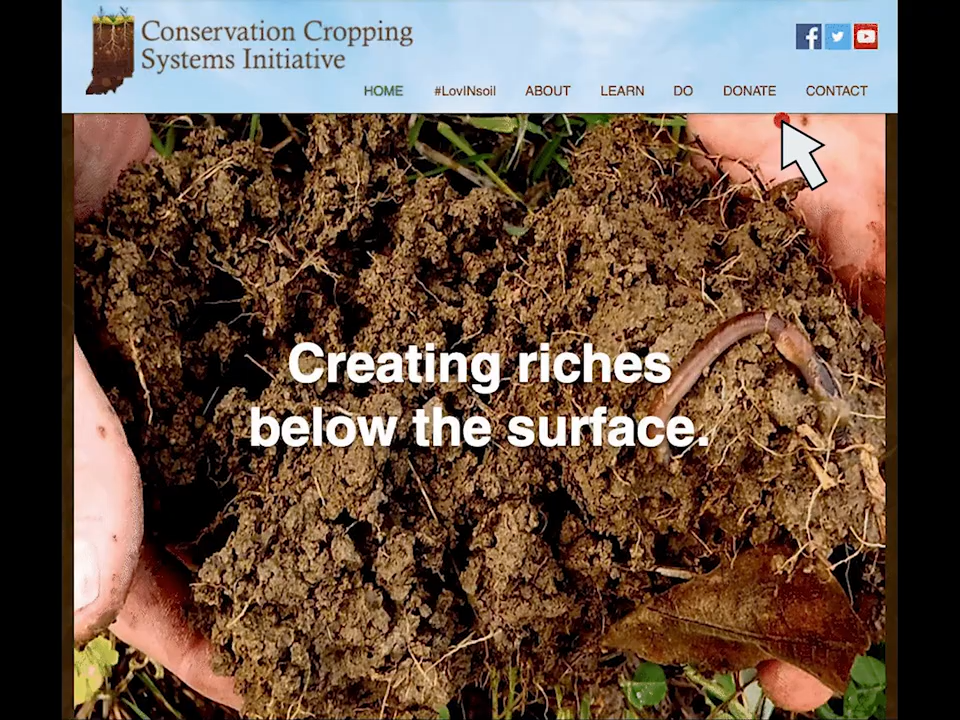 Conservation Cropping
Systems Initiative
HOME #LovINsoil ABOUT LEARN DO DONATE CONTACT
Creating riches
below the surface.